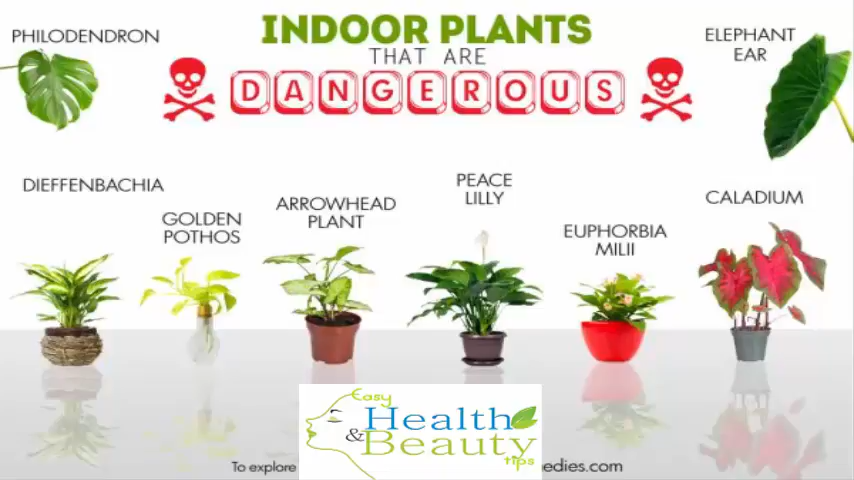 INDOOR PLANTS
THAT ARE
DANGEROUS
PHILODENDRON
ELEPHANT
EAR
DIEFFENBACHIA
GOLDEN
POTHOS
ARROWHEAD
PLANT
PEACE
LILLY
EUPHORBIA
MILII
CALADIUM
Easy
Health
& Beauty
tips
To explore
edies.com